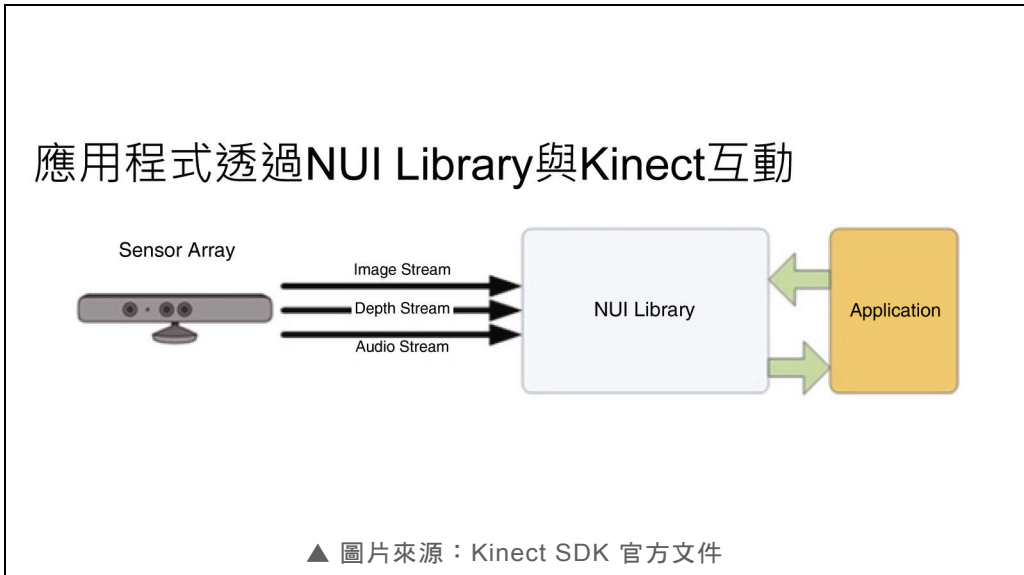 應用程式透過NUI Library與Kinect互動
Sensor Array
Image Stream
Depth Stream
Audio Stream
NUI Library
Application
▲ 圖片來源：Kinect SDK 官方文件